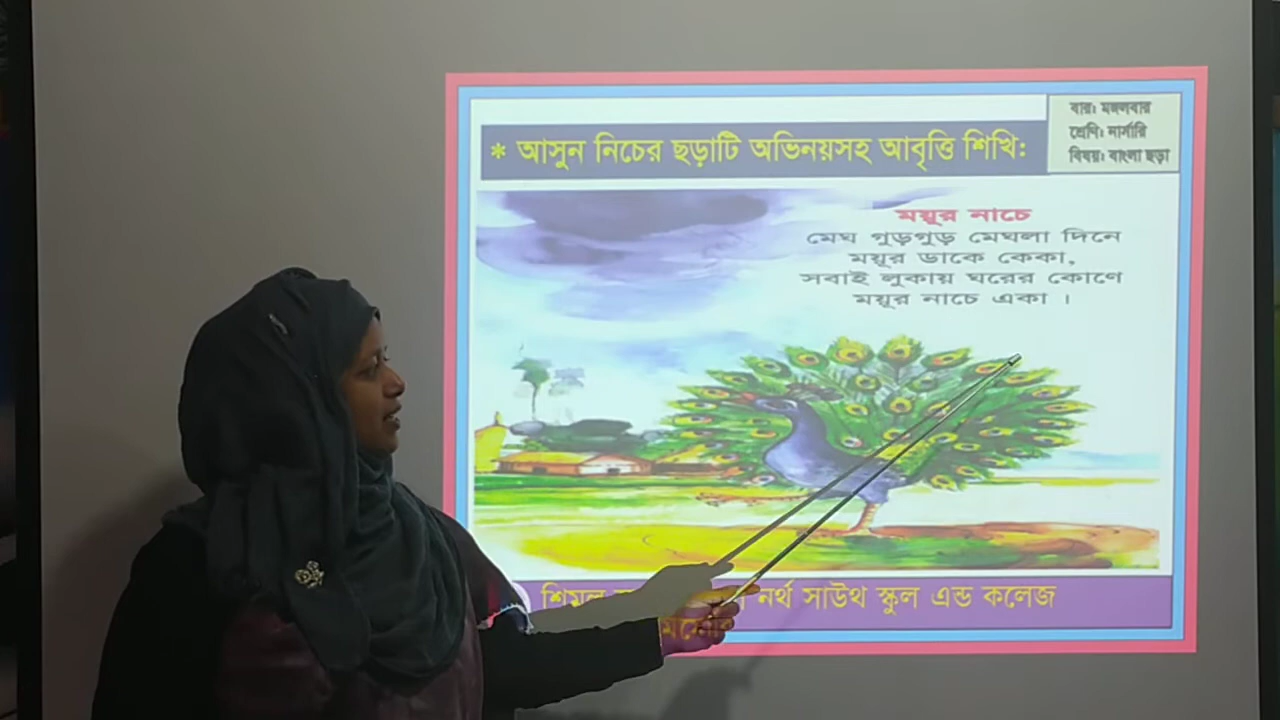 বার: মঙ্গলবার
শ্রেণি: নার্সারি
বিষয়: বাংলা ছড়া
* আসুন নিচের ছড়াটি অভিনয়সহ আবৃত্তি শিখি:
ময়ূর নাচে
মেঘ গুড়গুড় মেঘলা দিনে
ময়ূর ডাকে কেকা,
সবাই লুকায় ঘরের কোণে
ময়ূর নাচে একা ।
শিমুল নর্থ সাউথ স্কুল এন্ড কলেজ